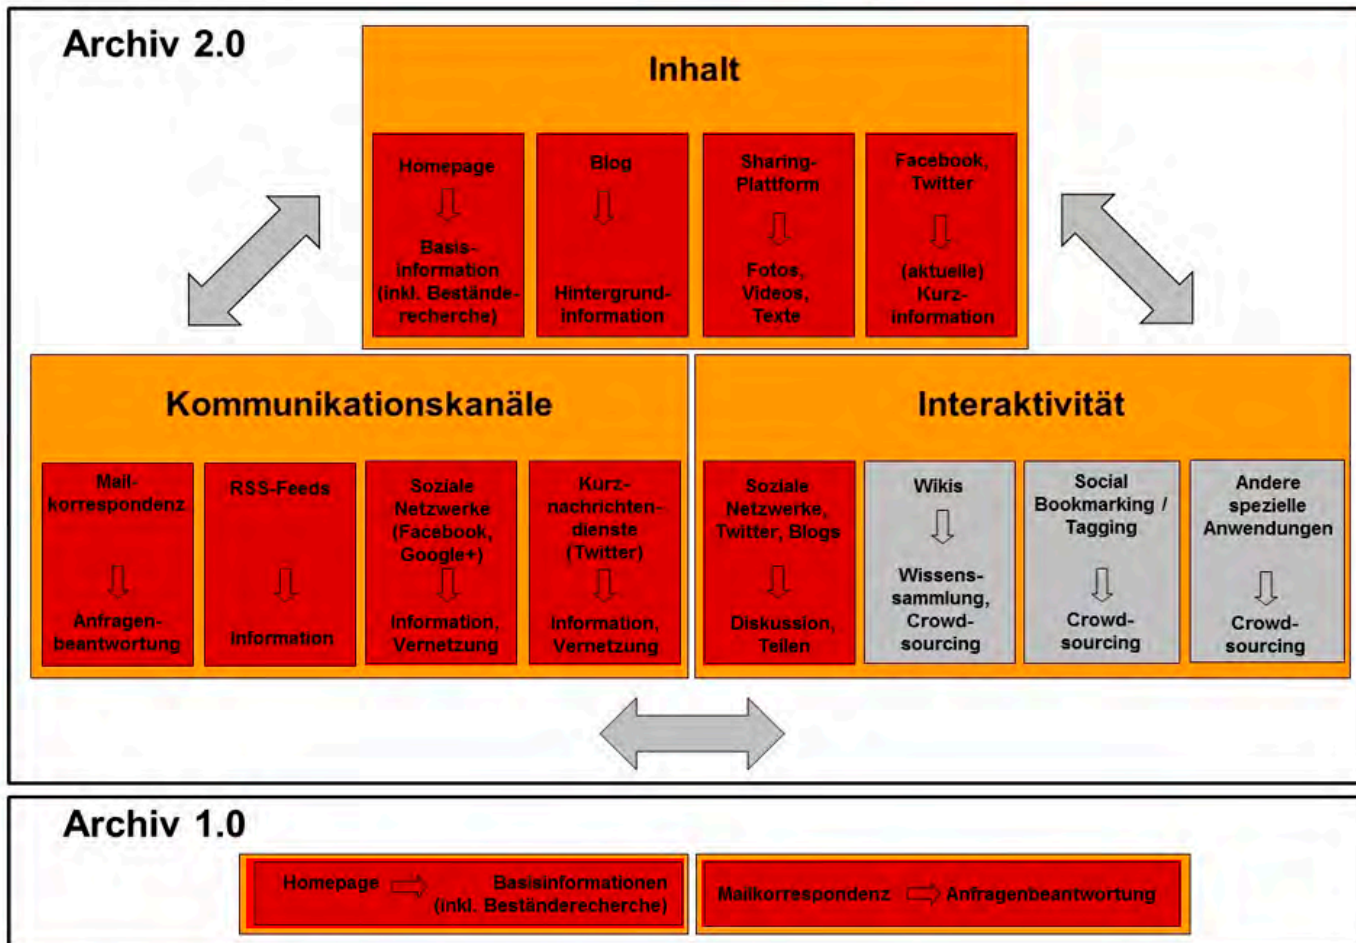 Archiv 2.0
Inhalt
Homepage
Basis-
information
(inkl. Bestände-
recherche)
Blog
Hintergrund-
information
Sharing-
Plattform
Fotos,
Videos,
Texte
Facebook,
Twitter
(aktuelle)
Kurz-
information
Kommunikationskanäle
Mail-
korrespondenz
Anfragen-
beantwortung
RSS-Feeds
Information
Soziale
Netzwerke
(Facebook,
Google+)
Information,
Vernetzung
Kurz-
nachrichten-
dienste
(Twitter)
Information,
Vernetzung
Interaktivität
Soziale
Netzwerke,
Twitter, Blogs
Diskussion,
Teilen
Wikis
Wissens-
sammlung,
Crowd-
sourcing
Social
Bookmarking /
Tagging
Crowd-
sourcing
Andere
spezielle
Anwendungen
Crowd-
sourcing
Archiv 1.0
Homepage
Basisinformationen
(inkl. Beständerecherche)
Mailkorrespondenz
Anfragenbeantwortung